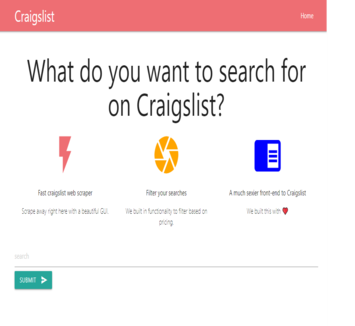 Craigslist
Home
What do you want to search for
on Craigslist?
Fast craigslist web scraper
Filter your searches
A much sexier front-end to Craigslist
Scrape away right here with a beautiful GUI.
We built in functionality to filter based on
pricing.
We built this with
search
SUBMIT